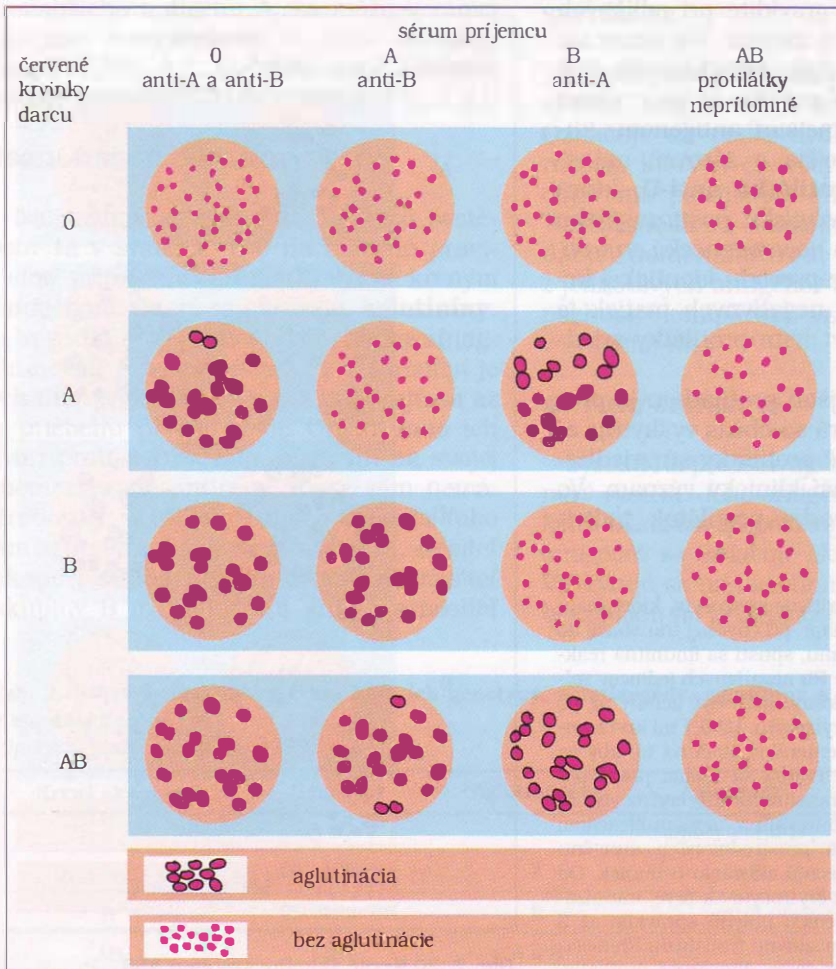 sérum príjemcu
červené
krvinky
darcu
0
anti-A a anti-B
A
anti-B
B
anti-A
AB
protilátky
neprítomné
0
A
B
AB
aglutinácia
bez aglutinácie